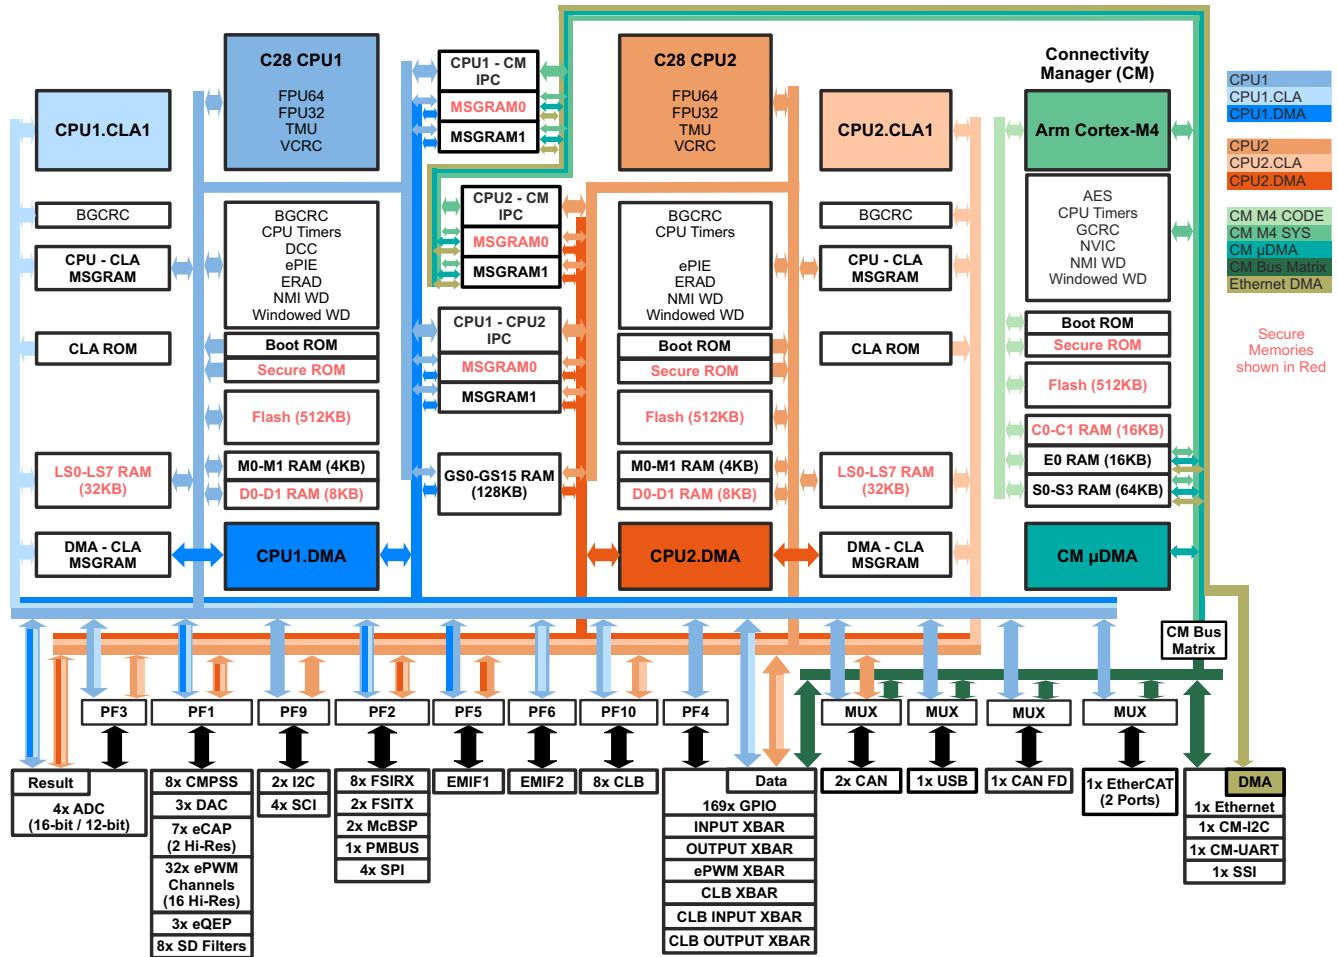 C28 CPU1
FPU64
FPU32
TMU
VCRC
CPU1.CLA1
CPU1 - CM
IPC
MSGRAM0
MSGRAM1
C28 CPU2
FPU64
FPU32
TMU
VCRC
CPU2.CLA1
Connectivity
Manager (CM)
Arm Cortex-M4
CPU1
CPU1.CLA
CPU1.DMA
CPU2
CPU2.CLA
CPU2.DMA
CM M4 CODE
CM M4 SYS
CM µDMA
CM Bus Matrix
Ethernet DMA
Secure
Memories
shown in Red
BGCRC
CPU - CLA
MSGRAM
CLA ROM
LS0-LS7 RAM
(32KB)
DMA - CLA
MSGRAM
BGCRC
CPU Timers
DCC
ePIE
ERAD
NMI WD
Windowed WD
Boot ROM
Secure ROM
Flash (512KB)
M0-M1 RAM (4KB)
D0-D1 RAM (8KB)
CPU1.DMA
CPU2 - CM
IPC
MSGRAM0
MSGRAM1
CPU1 - CPU2
IPC
MSGRAM0
MSGRAM1
GS0-GS15 RAM
(128KB)
BGCRC
CPU Timers
ePIE
ERAD
NMI WD
Windowed WD
Boot ROM
Secure ROM
Flash (512KB)
M0-M1 RAM (4KB)
D0-D1 RAM (8KB)
CPU2.DMA
BGCRC
CPU - CLA
MSGRAM
CLA ROM
LS0-LS7 RAM
(32KB)
DMA - CLA
MSGRAM
AES
CPU Timers
GCRC
NVIC
NMI WD
Windowed WD
Boot ROM
Secure ROM
Flash (512KB)
C0-C1 RAM (16KB)
E0 RAM (16KB)
S0-S3 RAM (64KB)
CM µDMA
CM Bus
Matrix
PF3
PF1
PF9
PF2
PF5
PF6
PF10
PF4
MUX
MUX
MUX
MUX
Result
4x ADC
(16-bit / 12-bit)
8x CMPSS
3x DAC
7x eCAP
(2 Hi-Res)
32x ePWM
Channels
(16 Hi-Res)
3x eQEP
8x SD Filters
2x I2C
4x SCI
8x FSIRX
2x FSITX
2x McBSP
1x PMBUS
4x SPI
EMIF1
EMIF2
8x CLB
Data
169x GPIO
INPUT XBAR
OUTPUT XBAR
ePWM XBAR
CLB XBAR
CLB INPUT XBAR
CLB OUTPUT XBAR
2x CAN
1x USB
1x CAN FD
1x EtherCAT
(2 Ports)
DMA
1x Ethernet
1x CM-I2C
1x CM-UART
1x SSI